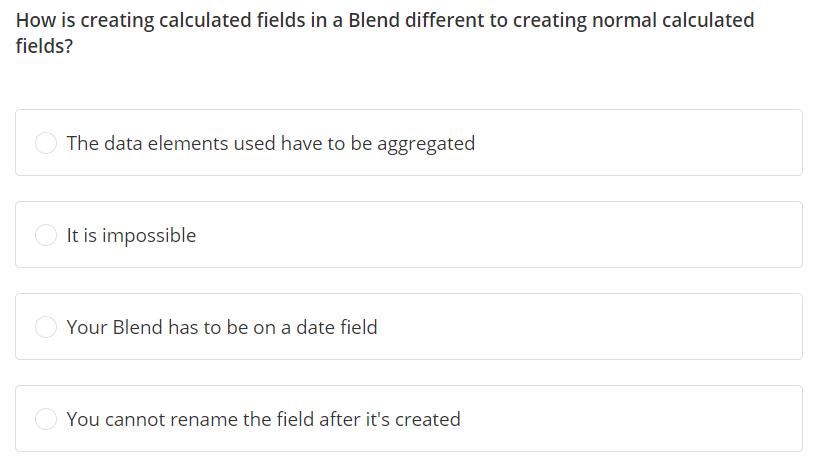 How is creating calculated fields in a Blend different to creating normal calculated
fields?
The data elements used have to be aggregated
It is impossible
Your Blend has to be on a date field
You cannot rename the field after it's created